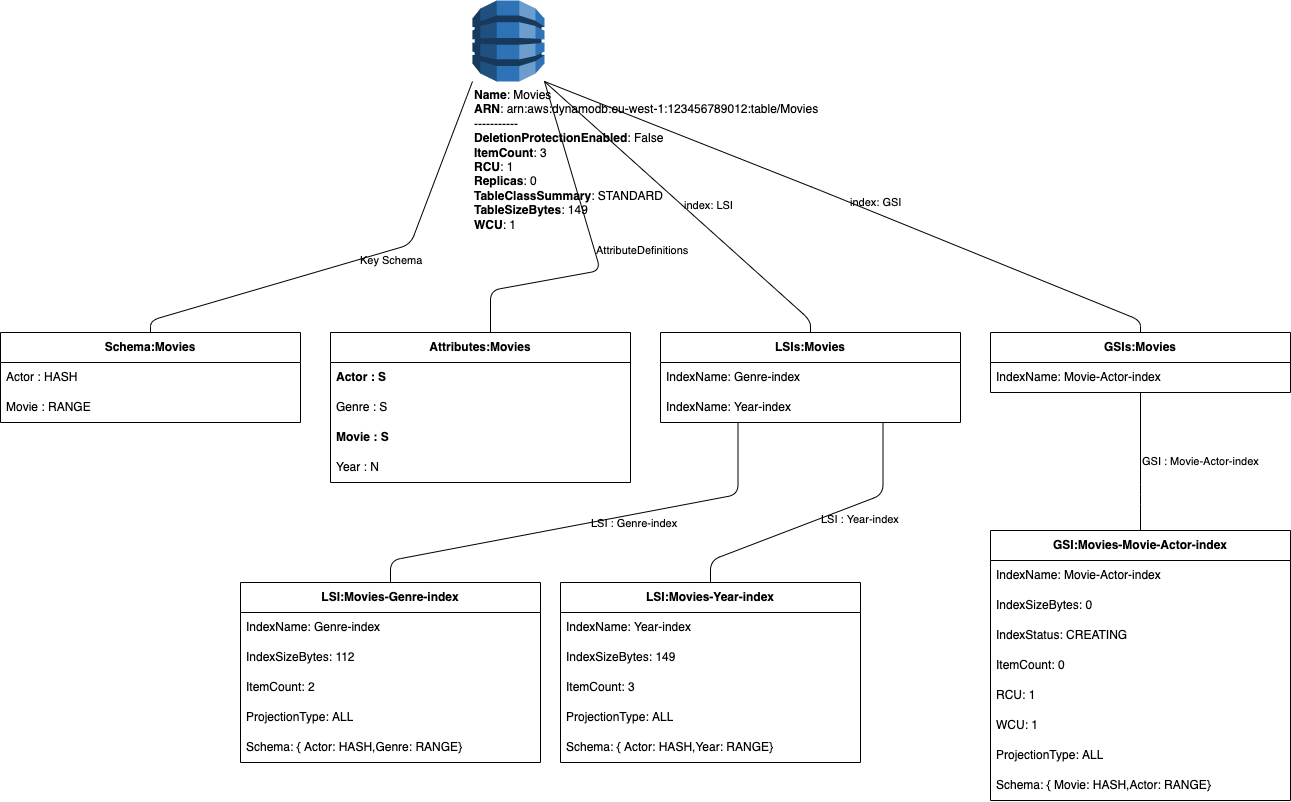 Name: Movies
ARN: arn:aws:dynamodb:eu-west-1:123456789012:table/Movies
-----------
DeletionProtectionEnabled: False
ItemCount: 3
RCU: 1
Replicas: 0
TableClassSummary: STANDARD
TableSizeBytes: 149
WCU: 1
index: LSI
index: GSI
AttributeDefinitions
Key Schema
Schema:Movies
Actor : HASH
Movie : RANGE
Attributes:Movies
Actor : S
Genre : S
Movie : S
Year : N
LSIs:Movies
IndexName: Genre-index
IndexName: Year-index
GSIs:Movies
IndexName: Movie-Actor-index
GSI : Movie-Actor-index
LSI : Genre-index
LSI : Year-index
LSI:Movies-Genre-index
IndexName: Genre-index
IndexSizeBytes: 112
ItemCount: 2
ProjectionType: ALL
Schema: { Actor: HASH,Genre: RANGE}
LSI:Movies-Year-index
IndexName: Year-index
IndexSizeBytes: 149
ItemCount: 3
ProjectionType: ALL
Schema: { Actor: HASH,Year: RANGE}
GSI:Movies-Movie-Actor-index
IndexName: Movie-Actor-index
IndexSizeBytes: 0
IndexStatus: CREATING
ItemCount: 0
RCU: 1
WCU: 1
ProjectionType: ALL
Schema: { Movie: HASH,Actor: RANGE}